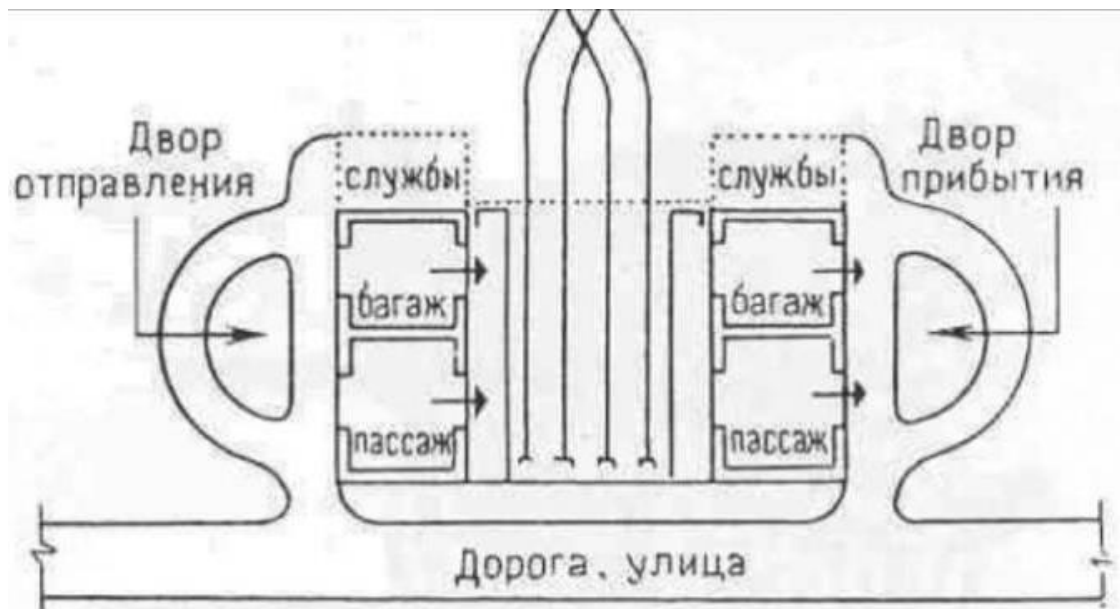 Двор
отправления
службы
службы
Двор
прибытия
багаж
багаж
пассаж
пассаж
Дорога, улица